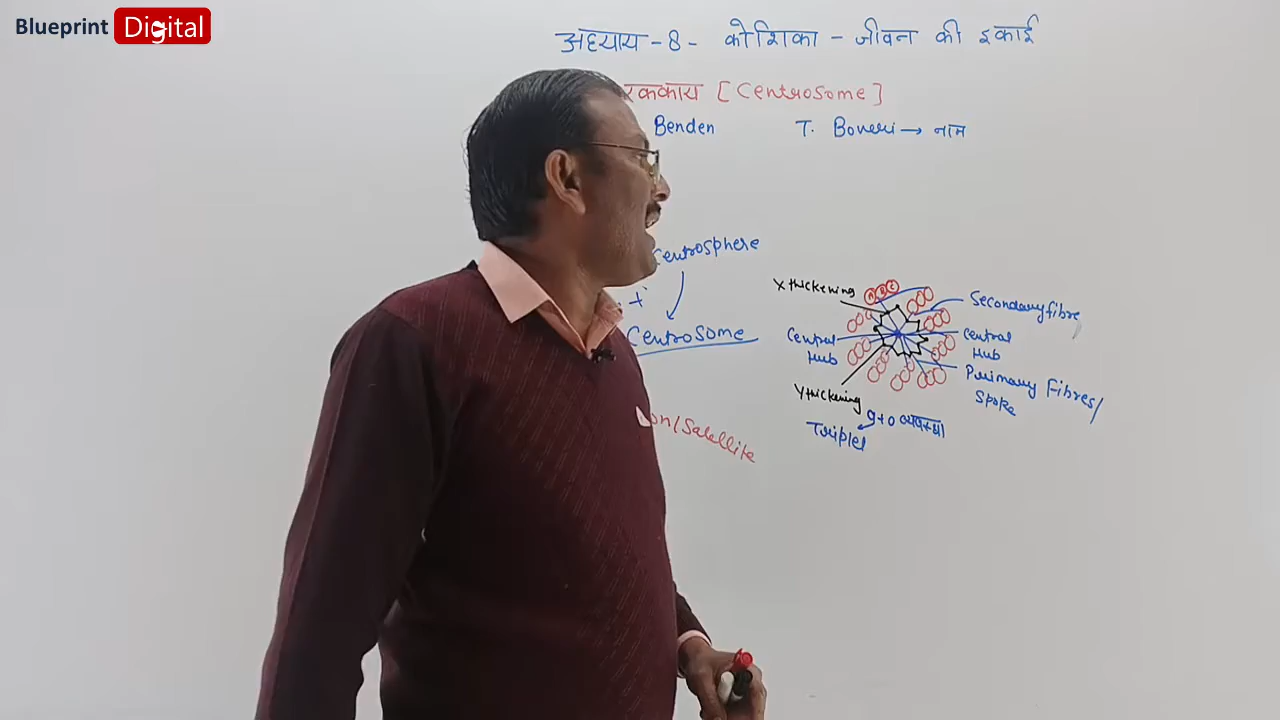 Blueprint Digital
अध्याय - 8 - कोशिका - जीवन की इकाई
रककाय [Centrosome]
Benden T. Boveri → नाम
Centrosphere
+
Centrosome
X thickening
Secondary fibre
Central Hub
Central Hub
Primary Fibres/
Spoke
Y thickening
9+0 व्यवस्था
Triplet
on/Satellite